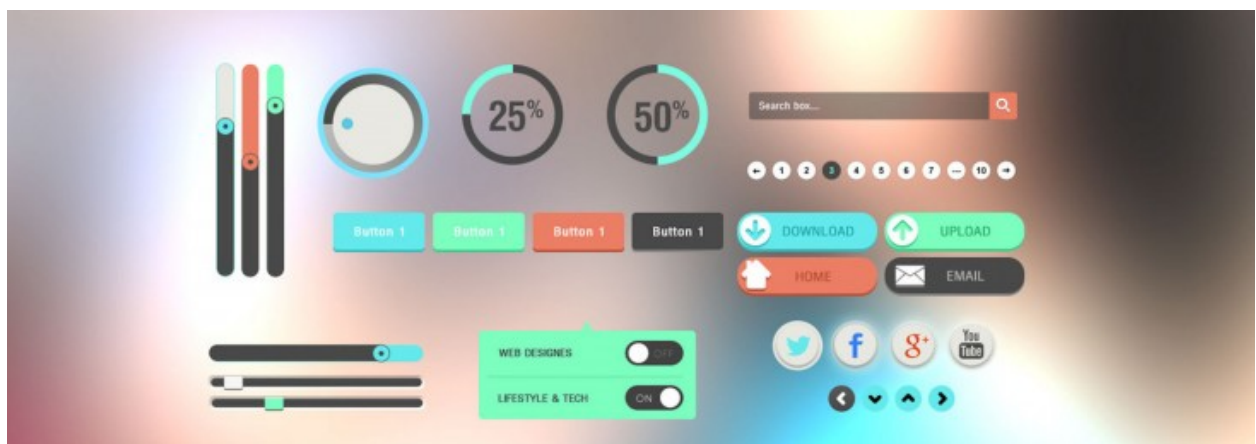 25%
50%
Search box...
1 2 3 4 5 6 7 --- 10
Button 1
Button 1
Button 1
Button 1
DOWNLOAD
UPLOAD
HOME
EMAIL
WEB DESIGNES
OFF
LIFESTYLE & TECH
ON
f
g+
You
Tube